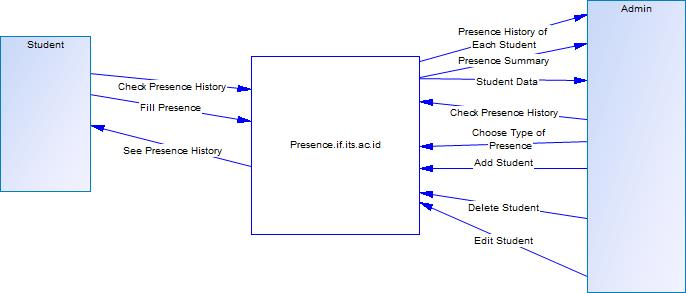 Student
Check Presence History
Fill Presence
See Presence History
Presence.if.its.ac.id
Presence History of
Each Student
Presence Summary
Student Data
Check Presence History
Choose Type of
Presence
Add Student
Delete Student
Edit Student
Admin